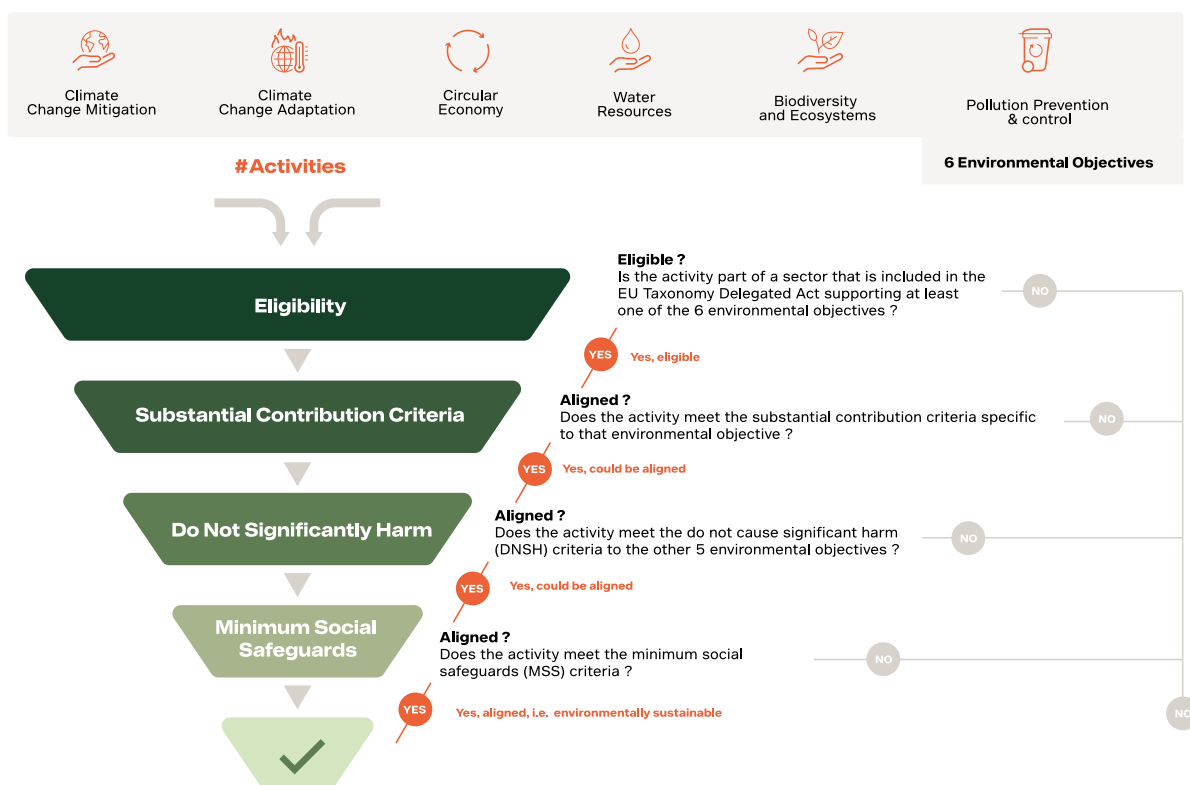 Climate
Change Mitigation
Climate
Change Adaptation
Circular
Economy
Water
Resources
Biodiversity
and Ecosystems
Pollution Prevention
& control
6 Environmental Objectives
#Activities
Eligibility
Eligible ?
Is the activity part of a sector that is included in the
EU Taxonomy Delegated Act supporting at least
one of the 6 environmental objectives ?
NO
YES
Yes, eligible
Substantial Contribution Criteria
Aligned ?
Does the activity meet the substantial contribution criteria specific
to that environmental objective ?
NO
YES
Yes, could be aligned
Do Not Significantly Harm
Aligned ?
Does the activity meet the do not cause significant harm
(DNSH) criteria to the other 5 environmental objectives ?
NO
YES
Yes, could be aligned
Minimum Social
Safeguards
Aligned ?
Does the activity meet the minimum social
safeguards (MSS) criteria ?
NO
YES
Yes, aligned, i.e. environmentally sustainable
NO